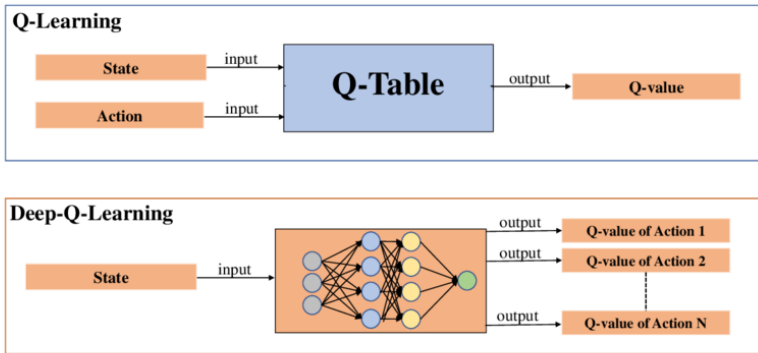 Q-Learning
State
input
Q-Table
output
Q-value
Action
input
Deep-Q-Learning
State
input
output
Q-value of Action 1
output
Q-value of Action 2
output
Q-value of Action N